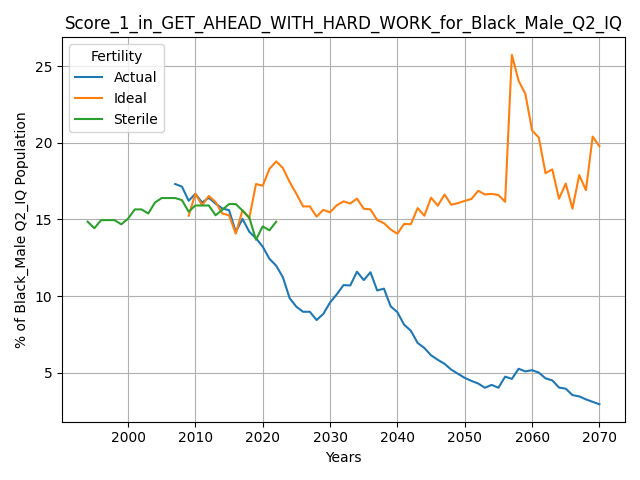 Score_1_in_GET_AHEAD_WITH_HARD_WORK_for_Black_Male_Q2_IQ
Fertility
Actual
Ideal
Sterile
% of Black_Male Q2_IQ Population
25
20
15
10
5
2000 2010 2020 2030 2040 2050 2060 2070
Years